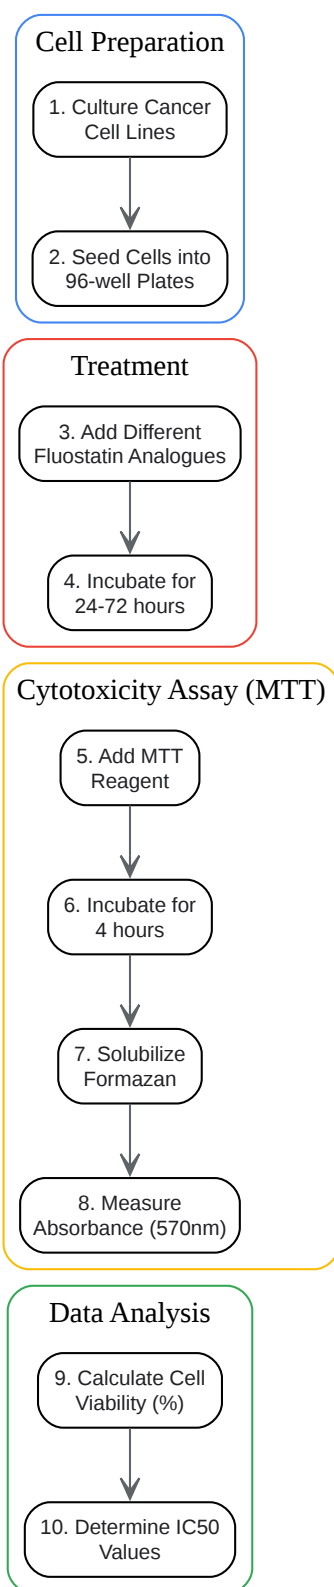 Cell Preparation
1. Culture Cancer
Cell Lines
2. Seed Cells into
96-well Plates
Treatment
3. Add Different
Fluostatin Analogues
4. Incubate for
24-72 hours
Cytotoxicity Assay (MTT)
5. Add MTT
Reagent
6. Incubate for
4 hours
7. Solubilize
Formazan
8. Measure
Absorbance (570nm)
Data Analysis
9. Calculate Cell
Viability (%)
10. Determine IC50
Values